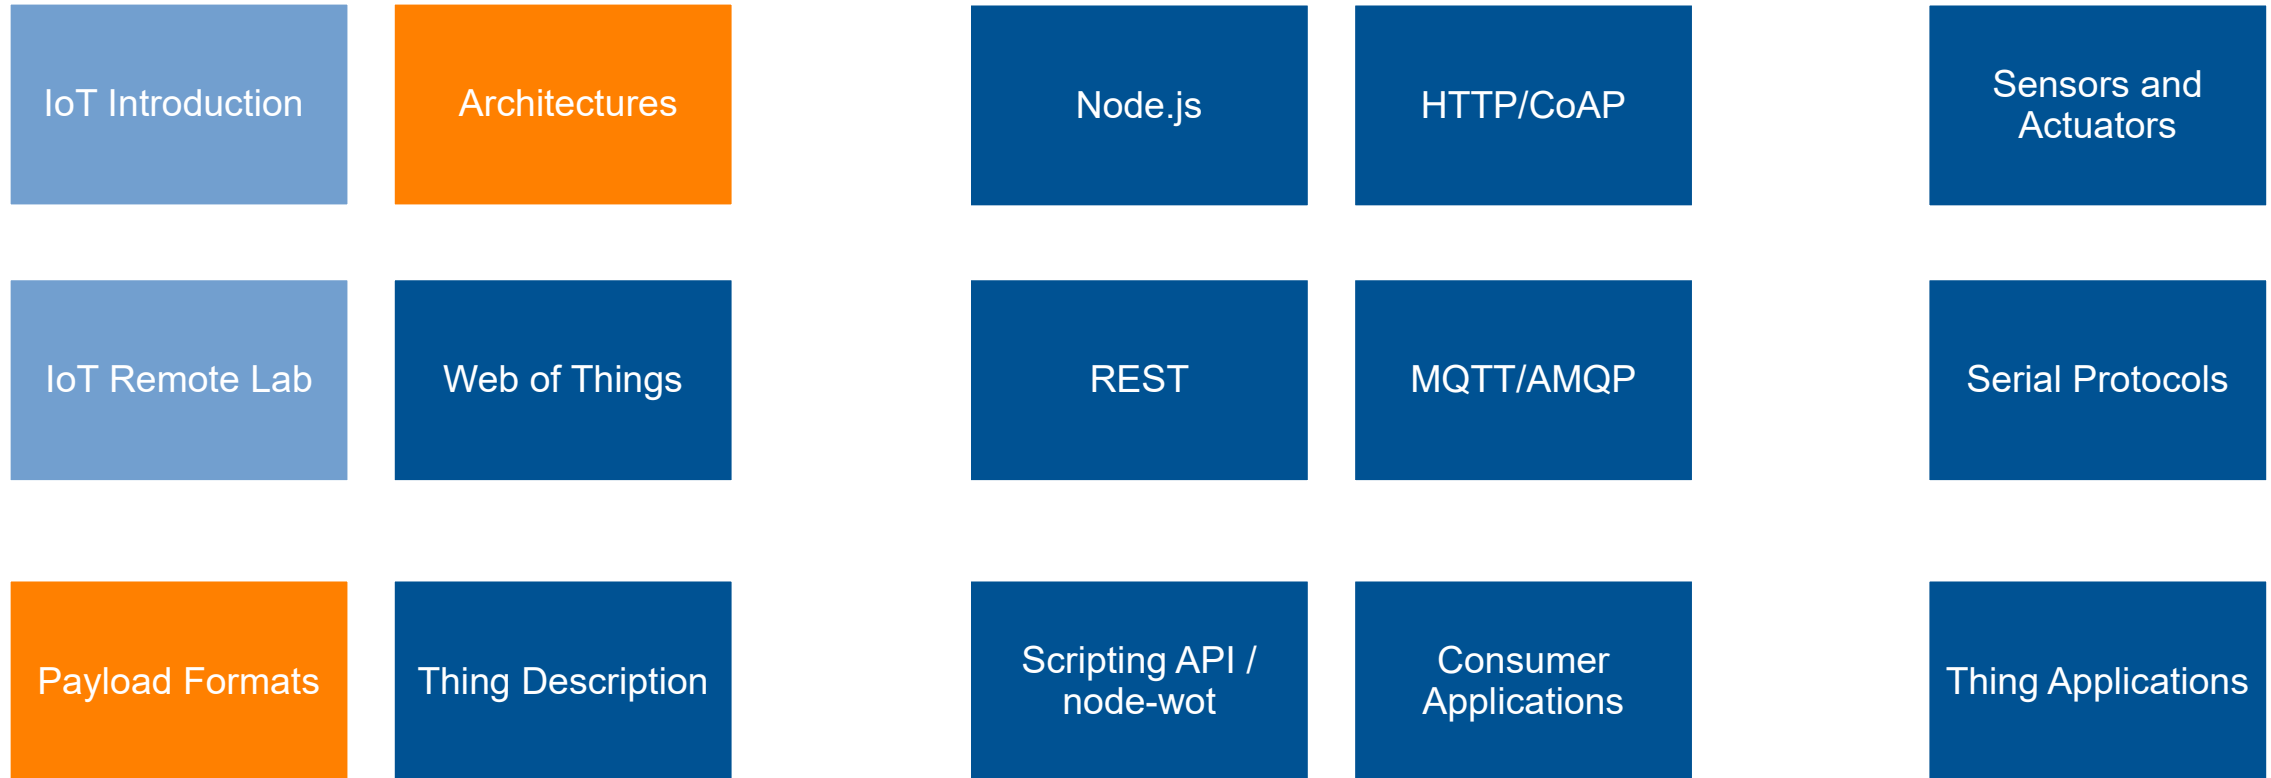 IoT Introduction
Architectures
Node.js
HTTP/CoAP
Sensors and
Actuators
IoT Remote Lab
Web of Things
REST
MQTT/AMQP
Serial Protocols
Payload Formats
Thing Description
Scripting API /
node-wot
Consumer
Applications
Thing Applications